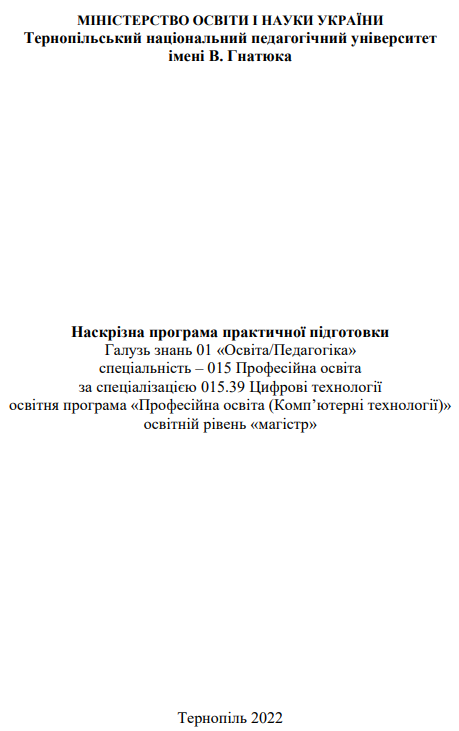 МІНІСТЕРСТВО ОСВІТИ І НАУКИ УКРАЇНИ
Тернопільський національний педагогічний університет
імені В. Гнатюка
Наскрізна програма практичної підготовки
Галузь знань 01 «Освіта/Педагогіка»
спеціальність – 015 Професійна освіта
за спеціалізацією 015.39 Цифрові технології
освітня програма «Професійна освіта (Комп’ютерні технології)»
освітній рівень «магістр»
Тернопіль 2022